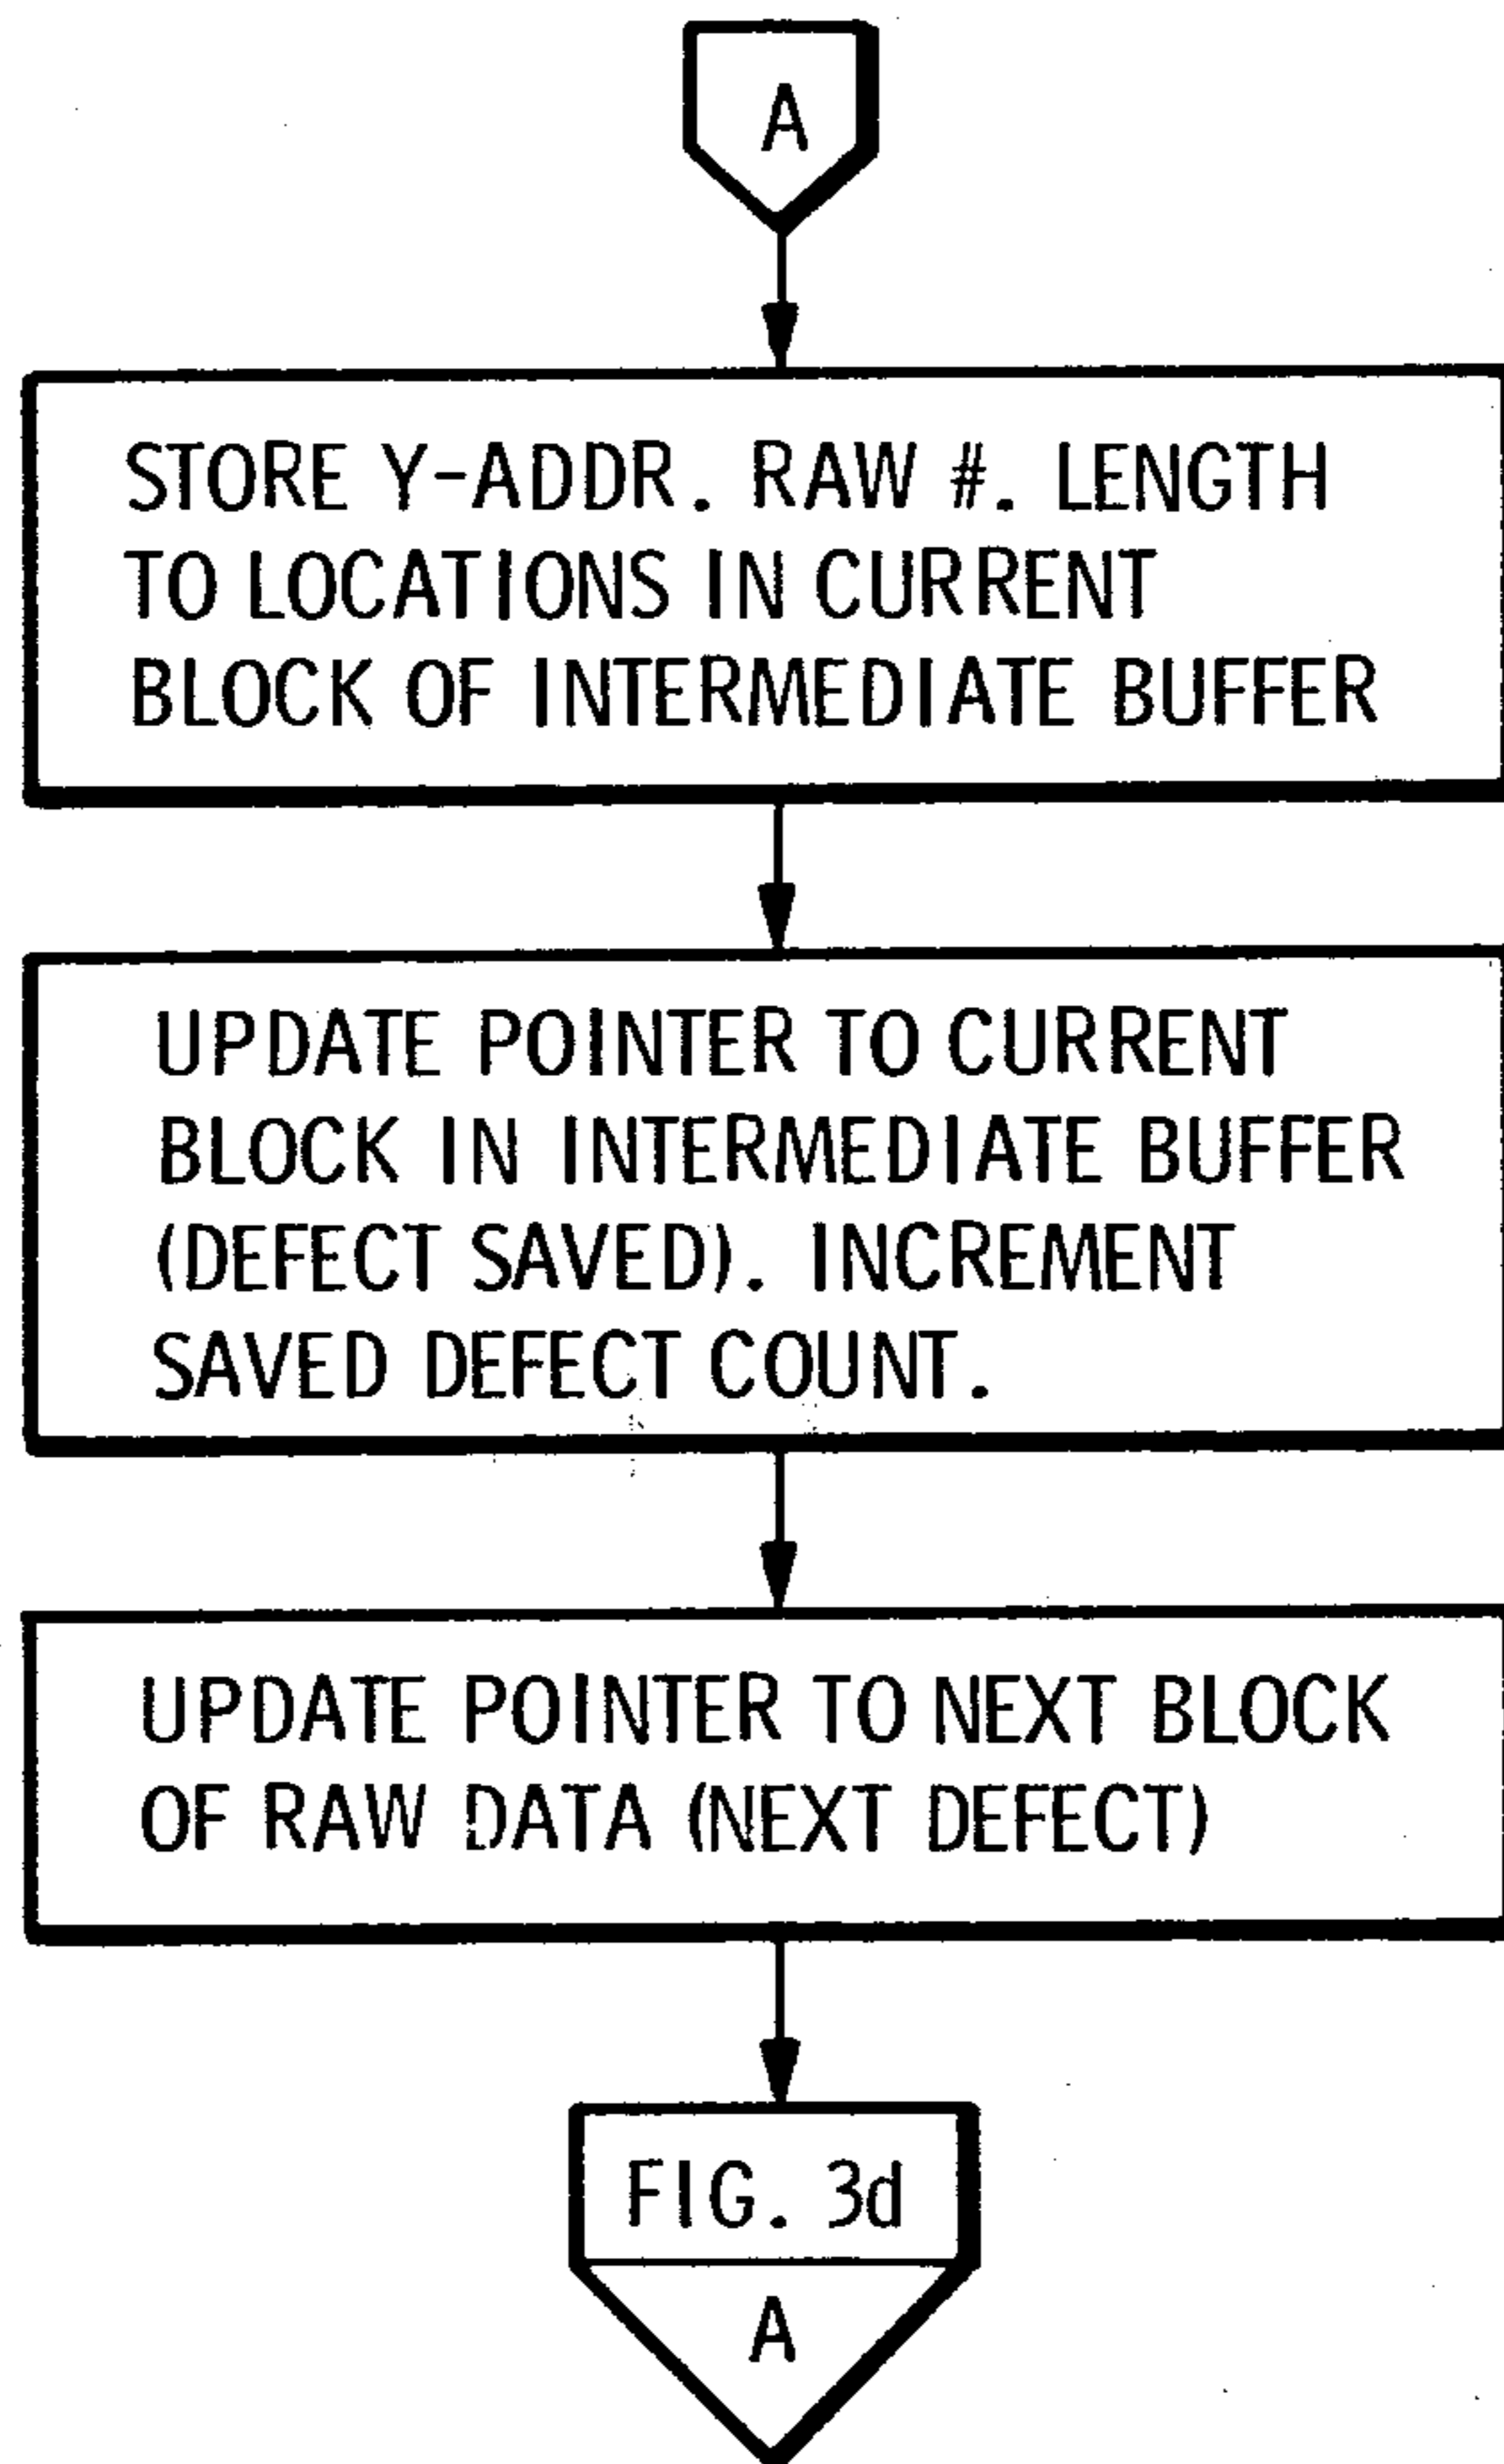 A
STORE Y-ADDR. RAW #. LENGTH
TO LOCATIONS IN CURRENT
BLOCK OF INTERMEDIATE BUFFER
UPDATE POINTER TO CURRENT
BLOCK IN INTERMEDIATE BUFFER
(DEFECT SAVED). INCREMENT
SAVED DEFECT COUNT.
UPDATE POINTER TO NEXT BLOCK
OF RAW DATA (NEXT DEFECT)
FIG. 3d
A